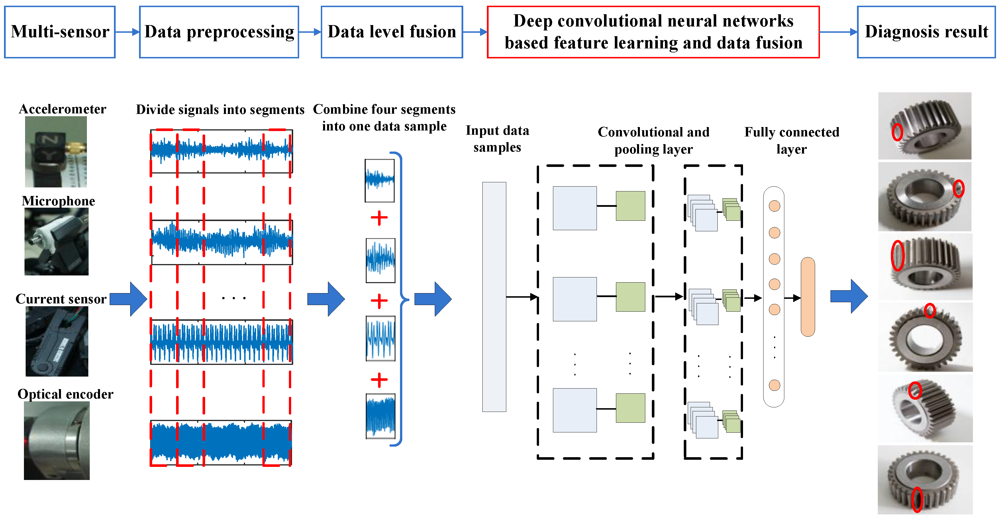 Multi-sensor
Data preprocessing
Data level fusion
Deep convolutional neural networks
based feature learning and data fusion
Diagnosis result
Accelerometer
Z
Y
Microphone
Current sensor
Optical encoder
Divide signals into segments
. . .
Combine four segments
into one data sample
Input data
samples
Convolutional and
pooling layer
Fully connected
layer